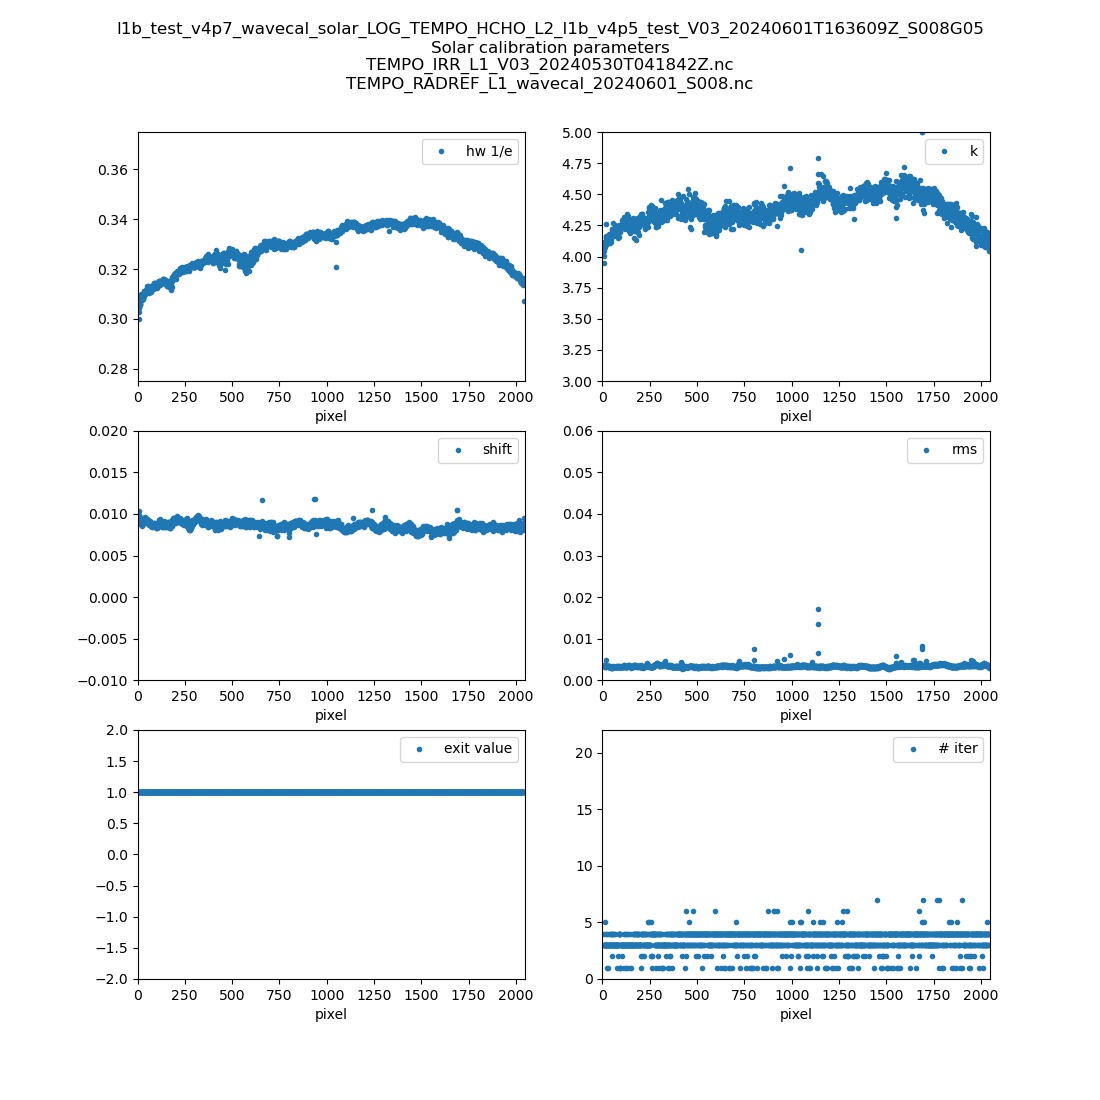 l1b_test_v4p7_wavecal_solar_LOG_TEMPO_HCHO_L2_l1b_v4p5_test_V03_20240601T163609Z_S008G05
Solar calibration parameters
TEMPO_IRR_L1_V03_20240530T041842Z.nc
TEMPO_RADREF_L1_wavecal_20240601_S008.nc
hw 1/e
0.36
0.34
0.32
0.30
0.28
0 250 500 750 1000 1250 1500 1750 2000
pixel
k
5.00
4.75
4.50
4.25
4.00
3.75
3.50
3.25
3.00
0 250 500 750 1000 1250 1500 1750 2000
pixel
shift
0.020
0.015
0.010
0.005
0.000
−0.005
−0.010
0 250 500 750 1000 1250 1500 1750 2000
pixel
rms
0.06
0.05
0.04
0.03
0.02
0.01
0.00
0 250 500 750 1000 1250 1500 1750 2000
pixel
exit value
2.0
1.5
1.0
0.5
0.0
−0.5
−1.0
−1.5
−2.0
0 250 500 750 1000 1250 1500 1750 2000
pixel
# iter
20
15
10
5
0
0 250 500 750 1000 1250 1500 1750 2000
pixel